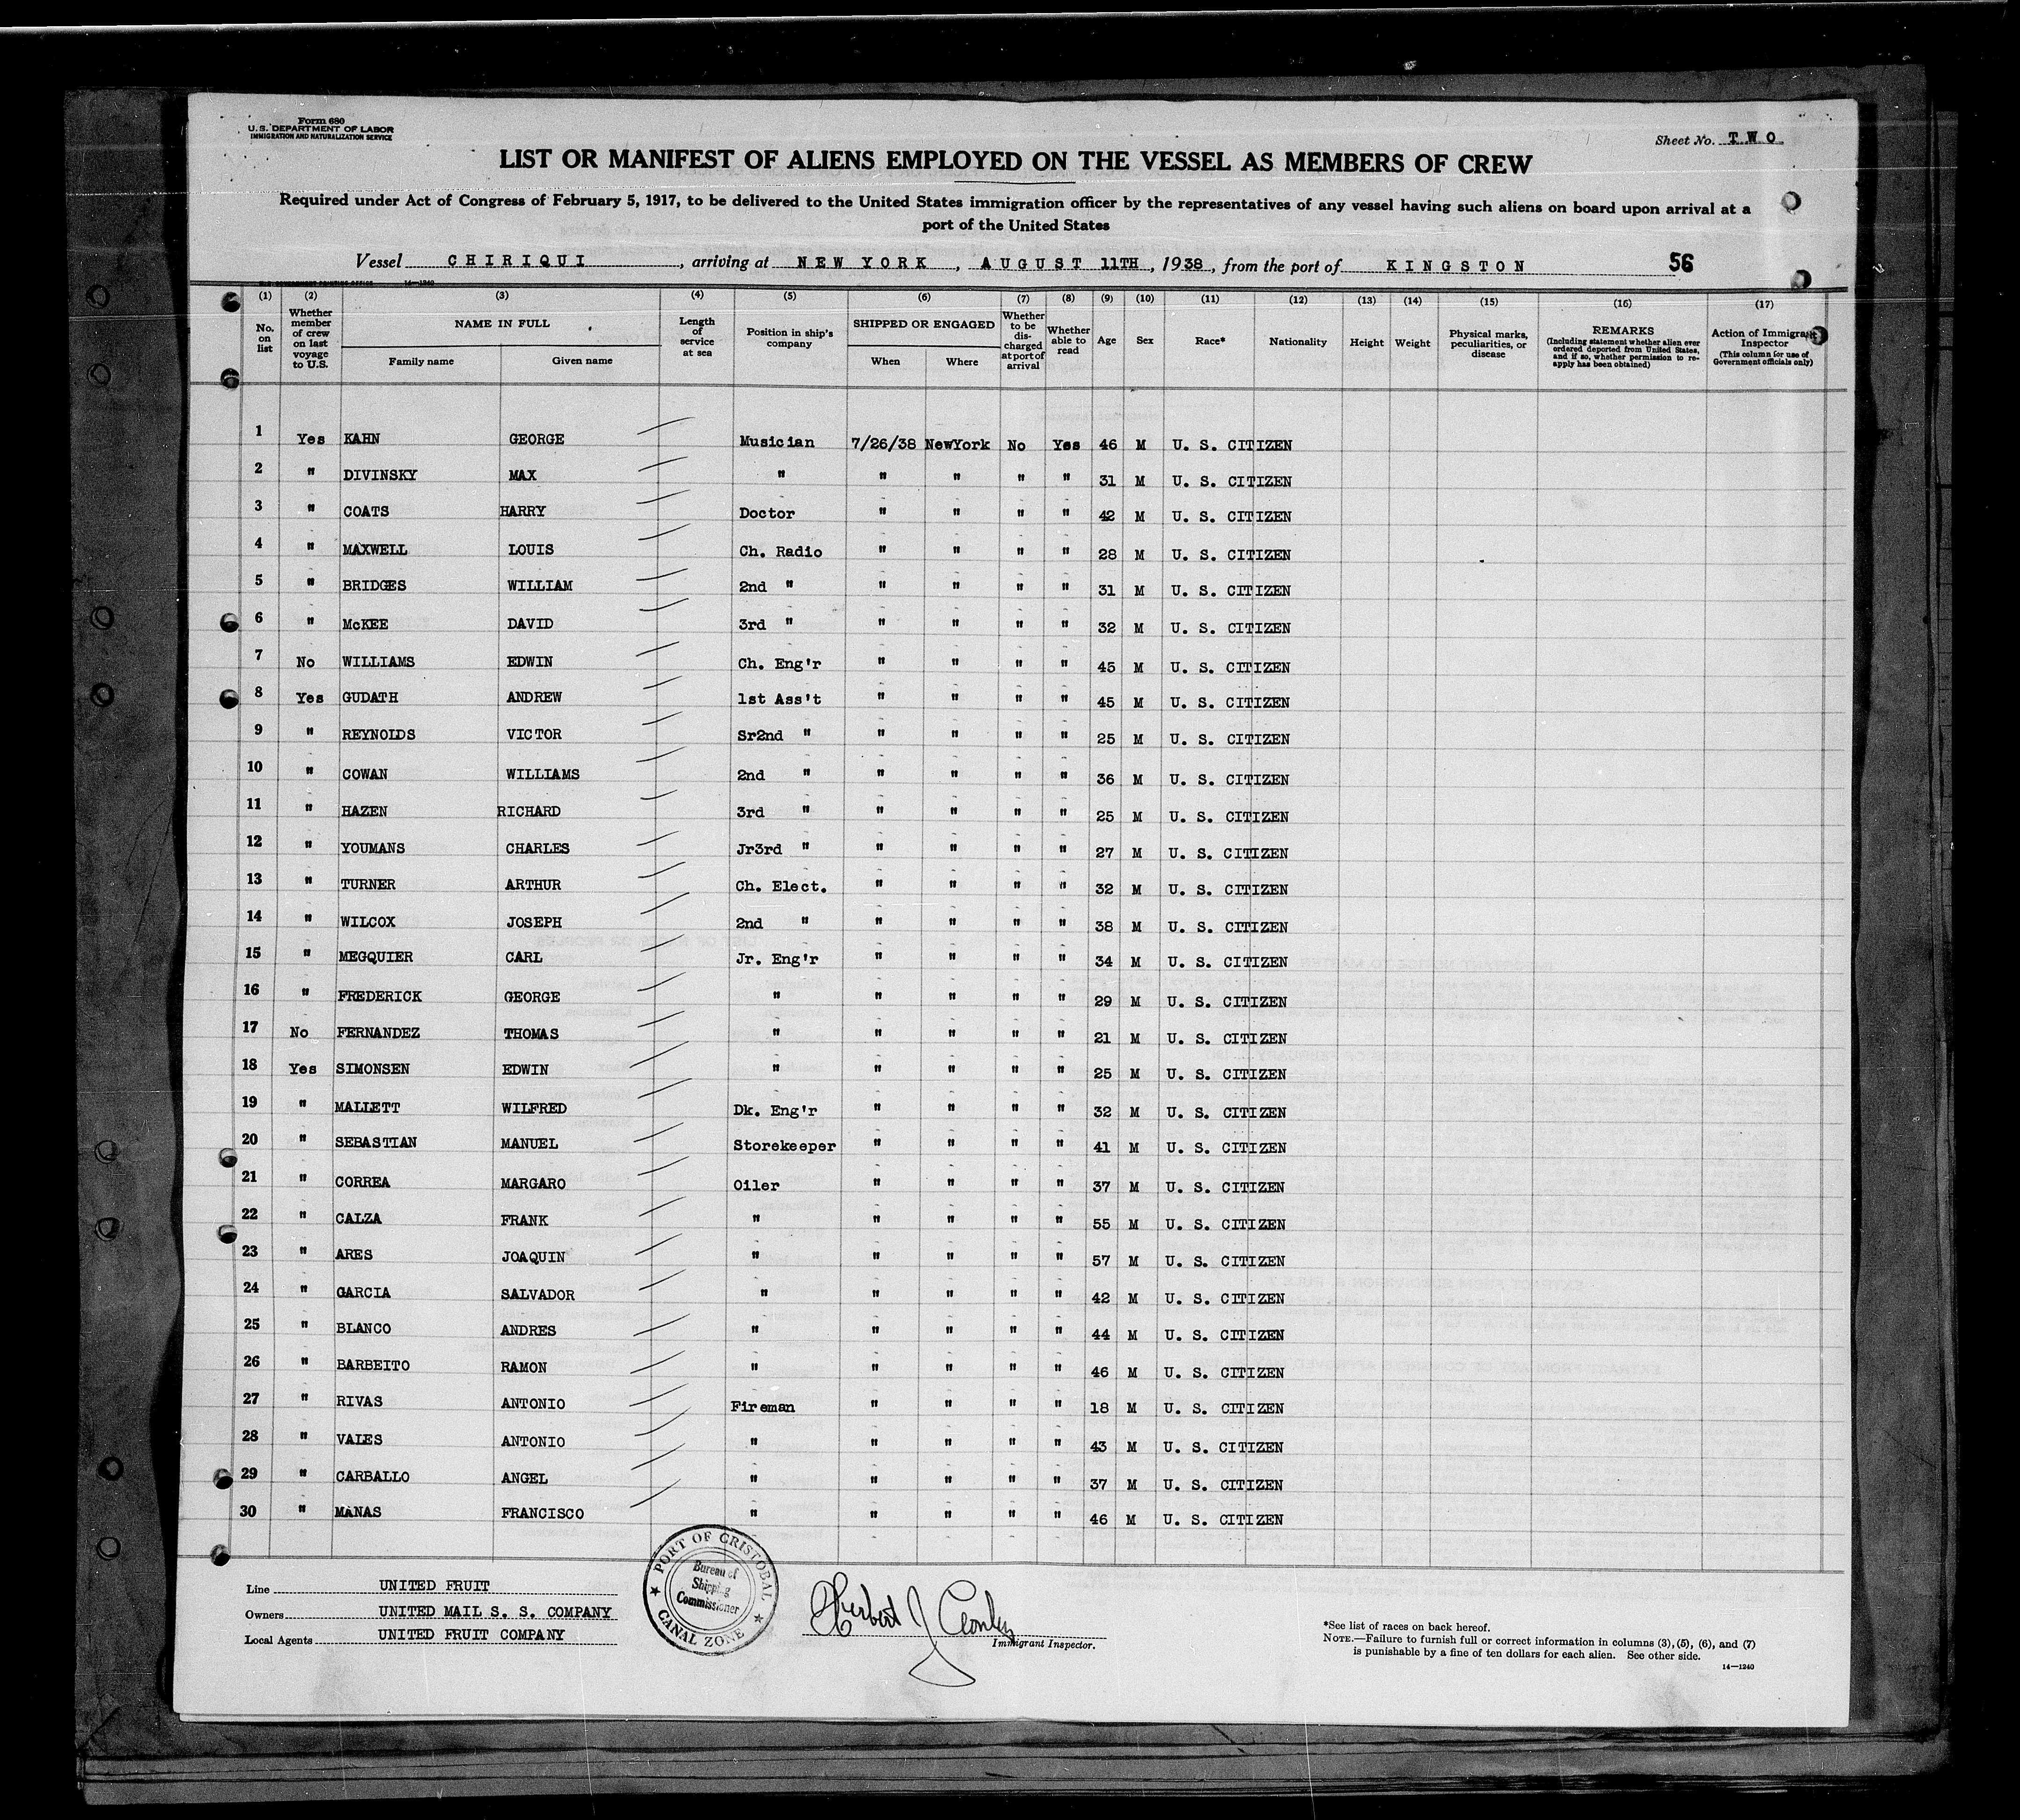 Form 680
U.S. DEPARTMENT OF LABOR
IMMIGRATION AND NATURALIZATION SERVICE
Sheet No. T W O
LIST OR MANIFEST OF ALIENS EMPLOYED ON THE VESSEL AS MEMBERS OF CREW
Required under Act of Congress of February 5, 1917, to be delivered to the United States immigration officer by the representatives of any vessel having such aliens on board upon arrival at a
port of the United States
Vessel CHIRIQUI, arriving at NEW YORK, AUGUST 11TH, 1938, from the port of KINGSTON 56
14—1240
(1) (2) (3) (4) (5) (6) (7) (8) (9) (10) (11) (12) (13) (14) (15) (16) (17)
No. on list
Whether member of crew on last voyage to U.S.
NAME IN FULL
Family name
Given name
Length of service at sea
Position in ship's company
SHIPPED OR ENGAGED
When
Where
Whether to be discharged at port of arrival
Whether able to read
Age
Sex
Race*
Nationality
Height
Weight
Physical marks, peculiarities, or disease
REMARKS
(Including statement whether alien ever ordered deported from United States, and if so, whether permission to re-apply has been obtained)
Action of Immigrant Inspector
(This column for use of Government officials only)
1 Yes KAHN GEORGE Musician 7/26/38 NewYork No Yes 46 M U. S. CITIZEN
2 " DIVINSKY MAX " " " " " 31 M U. S. CITIZEN
3 " COATS HARRY Doctor " " " " 42 M U. S. CITIZEN
4 " MAXWELL LOUIS Ch. Radio " " " " 28 M U. S. CITIZEN
5 " BRIDGES WILLIAM 2nd " " " " " 31 M U. S. CITIZEN
6 " McKEE DAVID 3rd " " " " " 32 M U. S. CITIZEN
7 No WILLIAMS EDWIN Ch. Eng'r " " " " 45 M U. S. CITIZEN
8 Yes GUDATH ANDREW 1st Ass't " " " " 45 M U. S. CITIZEN
9 " REYNOLDS VICTOR Sr2nd " " " " " 25 M U. S. CITIZEN
10 " COWAN WILLIAMS 2nd " " " " " 36 M U. S. CITIZEN
11 " HAZEN RICHARD 3rd " " " " " 25 M U. S. CITIZEN
12 " YOUMANS CHARLES Jr3rd " " " " " 27 M U. S. CITIZEN
13 " TURNER ARTHUR Ch. Elect. " " " " 32 M U. S. CITIZEN
14 " WILCOX JOSEPH 2nd " " " " " 38 M U. S. CITIZEN
15 " MEGQUIER CARL Jr. Eng'r " " " " 34 M U. S. CITIZEN
16 " FREDERICK GEORGE " " " " " 29 M U. S. CITIZEN
17 No FERNANDEZ THOMAS " " " " " 21 M U. S. CITIZEN
18 Yes SIMONSEN EDWIN " " " " " 25 M U. S. CITIZEN
19 " MALLETT WILFRED Dk. Eng'r " " " " 32 M U. S. CITIZEN
20 " SEBASTIAN MANUEL Storekeeper " " " " 41 M U. S. CITIZEN
21 " CORREA MARGARO Oiler " " " " 37 M U. S. CITIZEN
22 " CALZA FRANK " " " " " 55 M U. S. CITIZEN
23 " ARES JOAQUIN " " " " " 57 M U. S. CITIZEN
24 " GARCIA SALVADOR " " " " " 42 M U. S. CITIZEN
25 " BLANCO ANDRES " " " " " 44 M U. S. CITIZEN
26 " BARBEITO RAMON " " " " " 46 M U. S. CITIZEN
27 " RIVAS ANTONIO Fireman " " " " 18 M U. S. CITIZEN
28 " VALES ANTONIO " " " " " 43 M U. S. CITIZEN
29 " CARBALLO ANGEL " " " " " 37 M U. S. CITIZEN
30 " MANAS FRANCISCO " " " " " 46 M U. S. CITIZEN
Line UNITED FRUIT
Owners UNITED MAIL S. S. COMPANY
Local Agents UNITED FRUIT COMPANY
PORT OF CRISTOBAL
Bureau of
Shipping
Commissioner
CANAL ZONE
Herbert J
Immigrant Inspector.
*See list of races on back hereof.
NOTE.—Failure to furnish full or correct information in columns (3), (5), (6), and (7)
is punishable by a fine of ten dollars for each alien. See other side.
14—1240